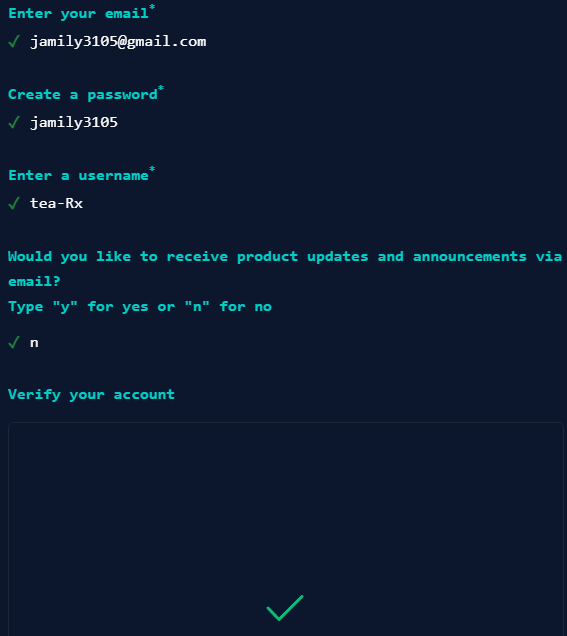 Enter your email*
✓ jamily3105@gmail.com
Create a password*
✓ jamily3105
Enter a username*
✓ tea-Rx
Would you like to receive product updates and announcements via
email?
Type "y" for yes or "n" for no
✓ n
Verify your account